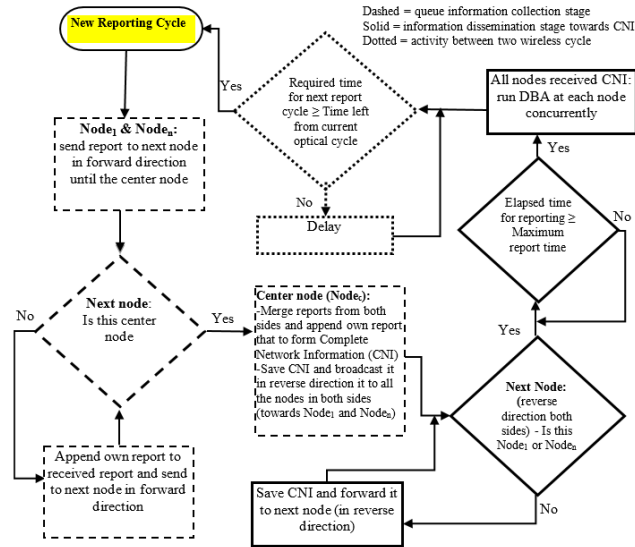 New Reporting Cycle
Dashed = queue information collection stage
Solid = information dissemination stage towards CNI
Dotted = activity between two wireless cycle
Yes
Required time
for next report
cycle ≥ Time left
from current
optical cycle
All nodes received CNI:
run DBA at each node
concurrently
Node₁ & Nodeₙ:
send report to next node
in forward direction
until the center node
No
Delay
Yes
Elapsed time
for reporting ≥
Maximum
report time
No
Next node:
Is this center
node
No
Yes
Center node (Node꜀):
-Merge reports from both
sides and append own report
that to form Complete
Network Information (CNI)
-Save CNI and broadcast it
in reverse direction it to all
the nodes in both sides
(towards Node₁ and Nodeₙ)
Yes
Next Node:
(reverse
direction both
sides) - Is this
Node₁ or Nodeₙ
Append own report to
received report and send
to next node in forward
direction
Save CNI and forward it
to next node (in reverse
direction)
No